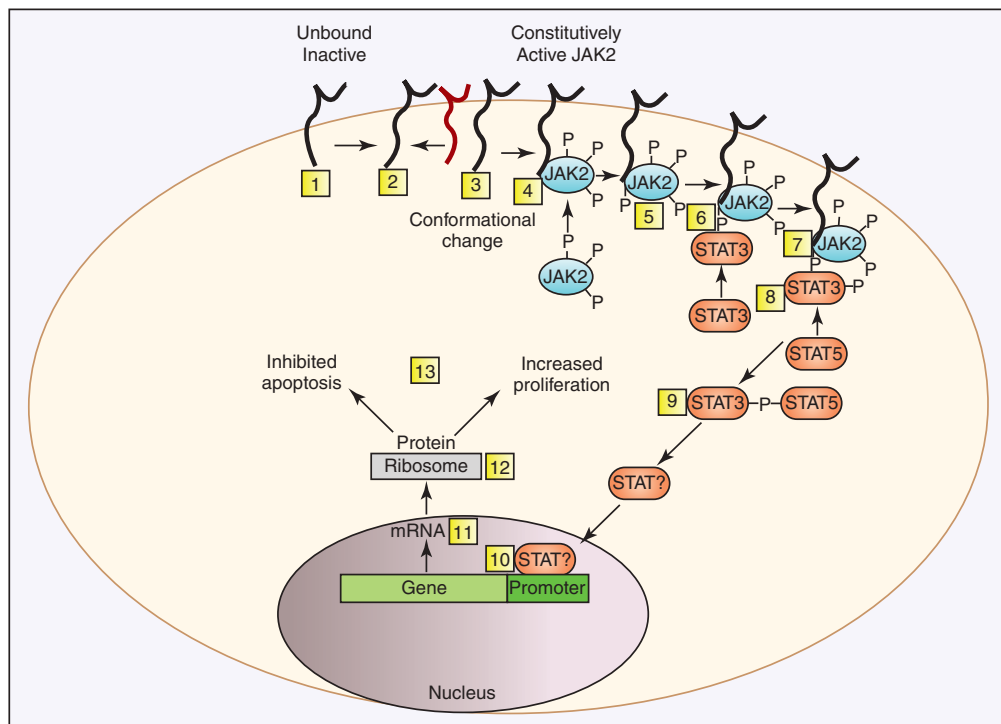 Unbound
Inactive
Constitutively
Active JAK2
1
2
3
4
JAK2
P
P
P
P
5
JAK2
P
P
P
P
P
6
JAK2
P
P
P
P
P
7
JAK2
P
P
P
P
P
Conformational
change
P
JAK2
P
STAT3
STAT3
8
STAT3
P
STAT5
9
STAT3
P
STAT5
STAT?
Inhibited
apoptosis
13
Increased
proliferation
Protein
Ribosome
12
mRNA
11
10
STAT?
Gene
Promoter
Nucleus